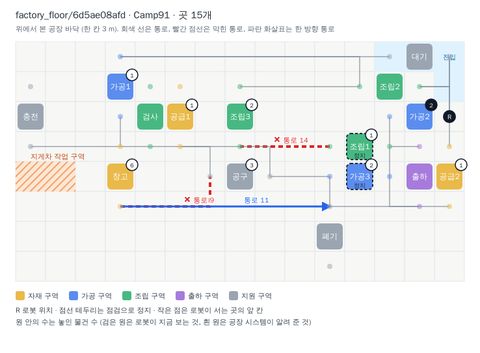 factory_floor/6d5ae08afd · Camp91 · 곳 15개
위에서 본 공장 바닥 (한 칸 3 m). 회색 선은 통로, 빨간 점선은 막힌 통로, 파란 화살표는 한 방향 통로
대기 진입
가공1 1 조립2
충전 검사 공급1 1 조립3 2 가공2 2 R
✖ 통로 14 조립1 1 정지
지게차 작업 구역
창고 6 공구 3 가공3 2 정지 출하 공급2 1
✖ 통로 9 통로 11
폐기
자재 구역 가공 구역 조립 구역 출하 구역 지원 구역
R 로봇 위치 · 점선 테두리는 점검으로 정지 · 작은 점은 로봇이 서는 곳의 앞 칸
원 안의 수는 놓인 물건 수 (검은 원은 로봇이 지금 보는 것, 흰 원은 공장 시스템이 알려 준 것)